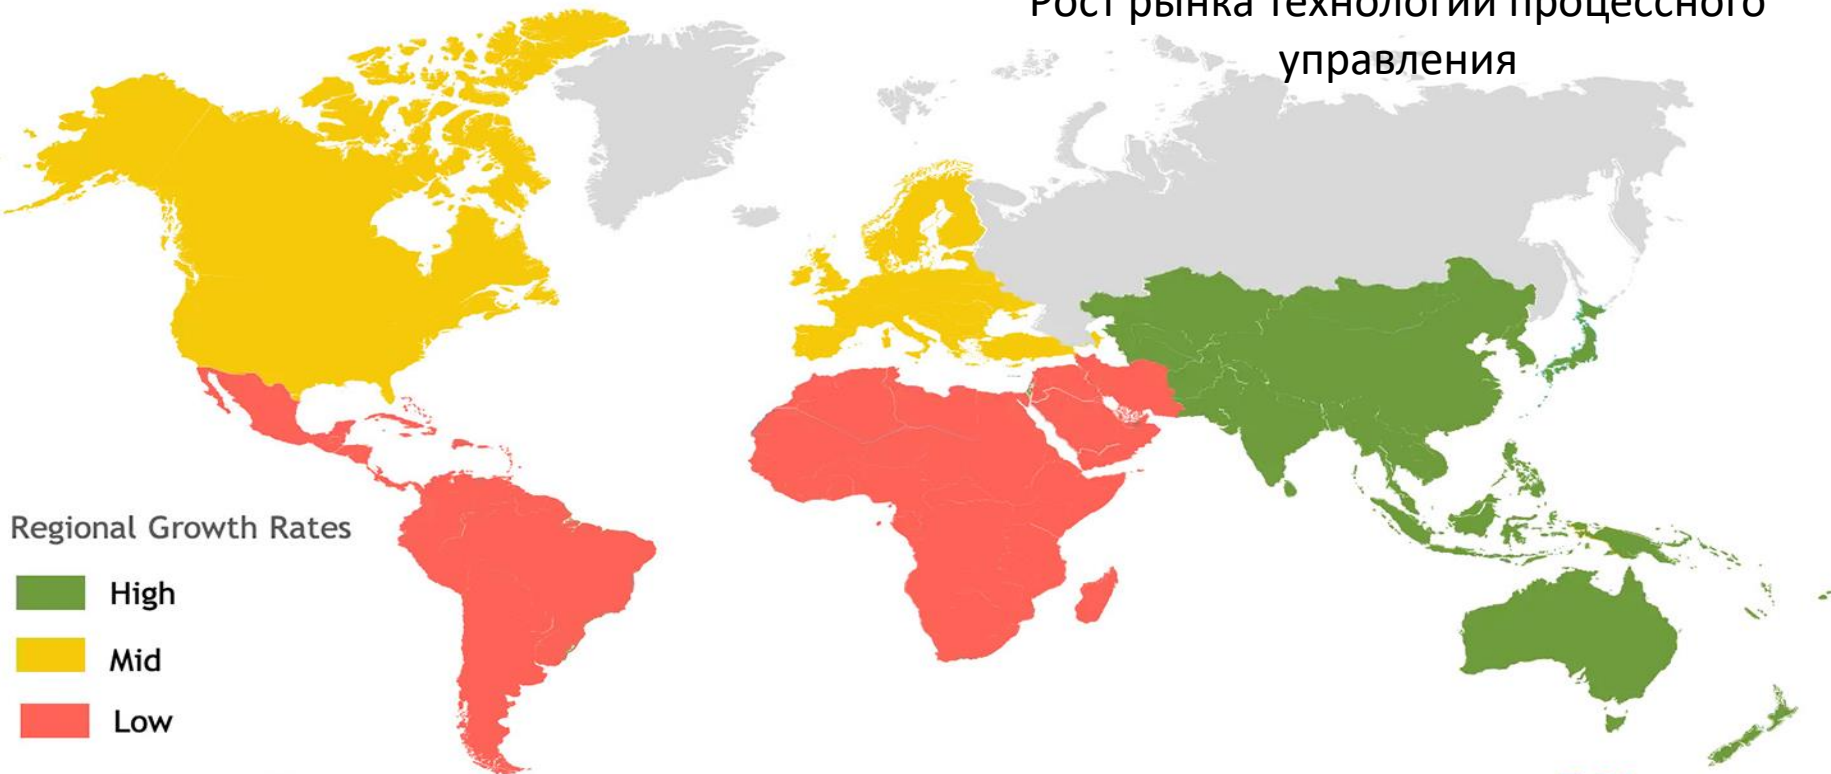 Рост рынка технологий процессного
управления
Regional Growth Rates
High
Mid
Low